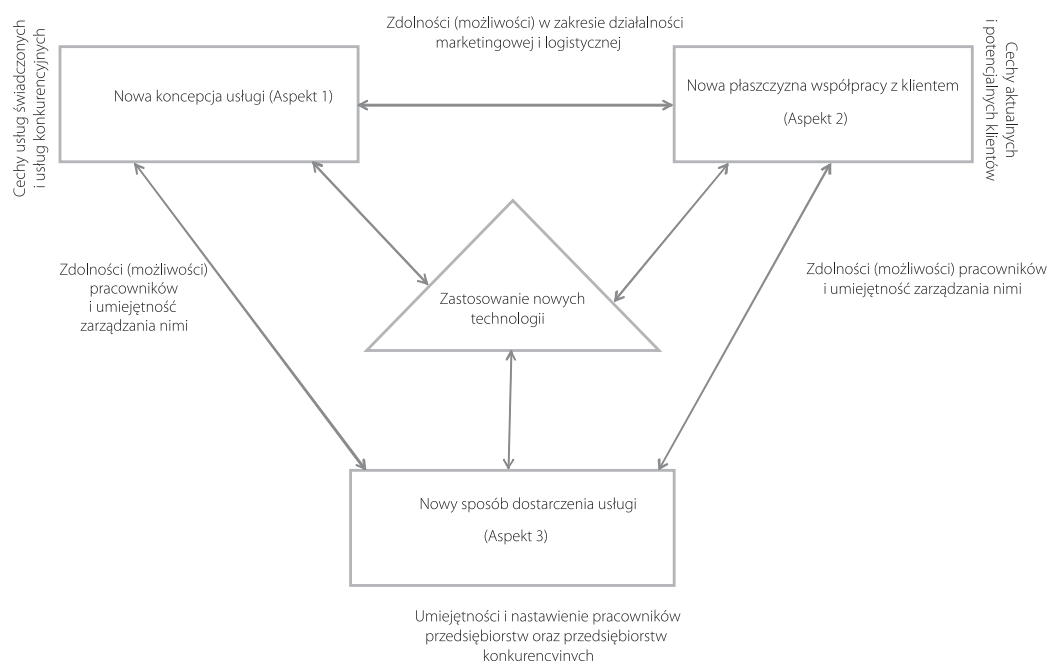 Zdolności (możliwości) w zakresie działalności
marketingowej i logistycznej
Cechy usług świadczonych
i usług konkurencyjnych
Nowa koncepcja usługi (Aspekt 1)
Nowa płaszczyzna współpracy z klientem
(Aspekt 2)
Cechy aktualnych
i potencjalnych klientów
Zdolności (możliwości)
pracowników
i umiejętność
zarządzania nimi
Zastosowanie nowych
technologii
Zdolności (możliwości) pracowników
i umiejętność zarządzania nimi
Nowy sposób dostarczenia usługi
(Aspekt 3)
Umiejętności i nastawienie pracowników
przedsiębiorstw oraz przedsiębiorstw
konkurencyjnych